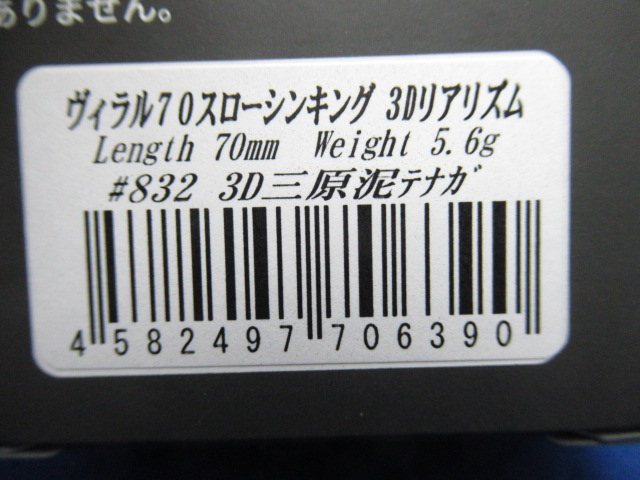 ありません。
ヴィラル70スローシンキング 3Dリアリズム
Length 70mm Weight 5.6g
#832 3D三原泥テナガ
4 582497 706390